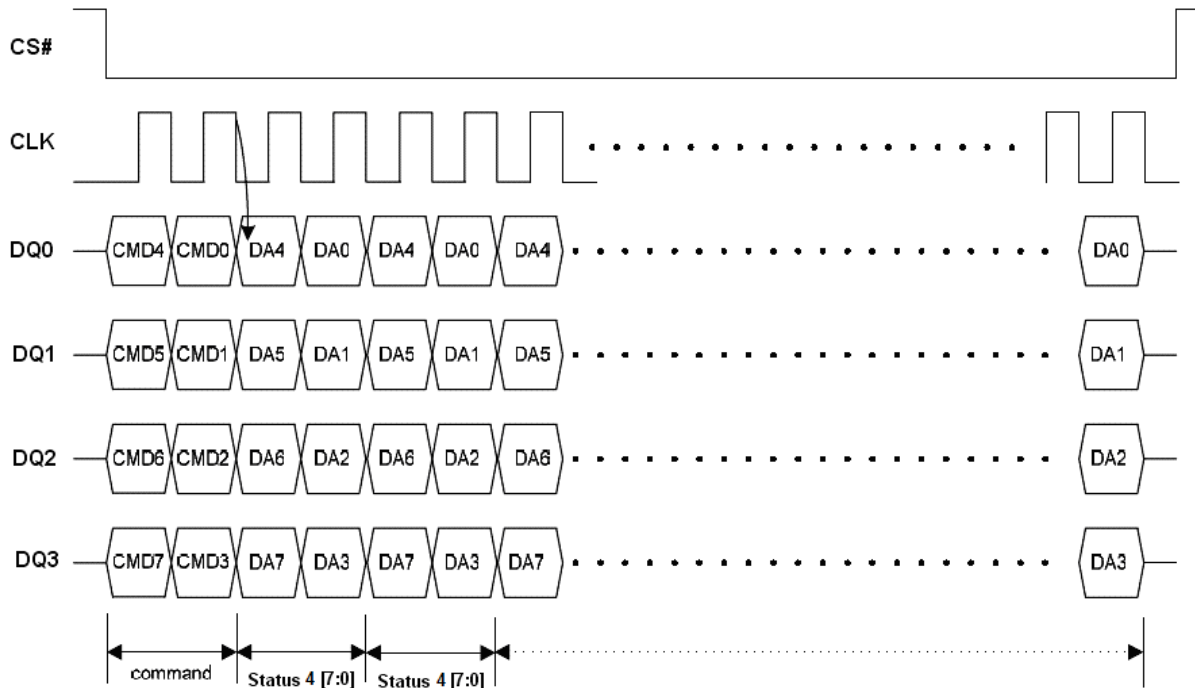 CS#
CLK
DQ0 CMD4 CMD0 DA4 DA0 DA4 DA0 DA4 DA0
DQ1 CMD5 CMD1 DA5 DA1 DA5 DA1 DA5 DA1
DQ2 CMD6 CMD2 DA6 DA2 DA6 DA2 DA6 DA2
DQ3 CMD7 CMD3 DA7 DA3 DA7 DA3 DA7 DA3
command Status 4 [7:0] Status 4 [7:0]